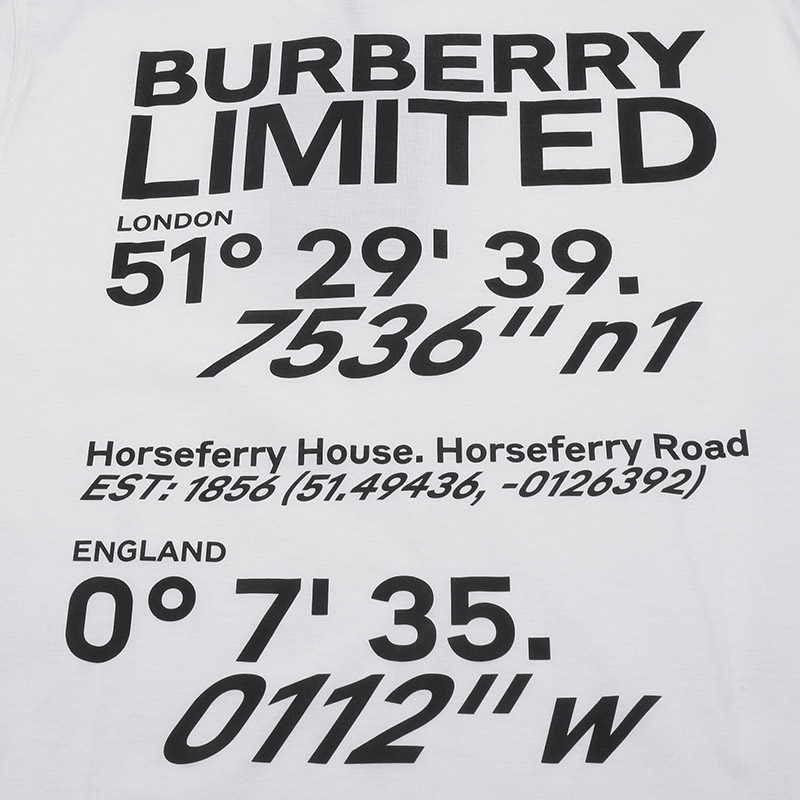 BURBERRY
LIMITED
LONDON
51° 29' 39.
7536" n1
Horseferry House. Horseferry Road
EST: 1856 (51.49436, -0126392)
ENGLAND
0° 7' 35.
0112" w